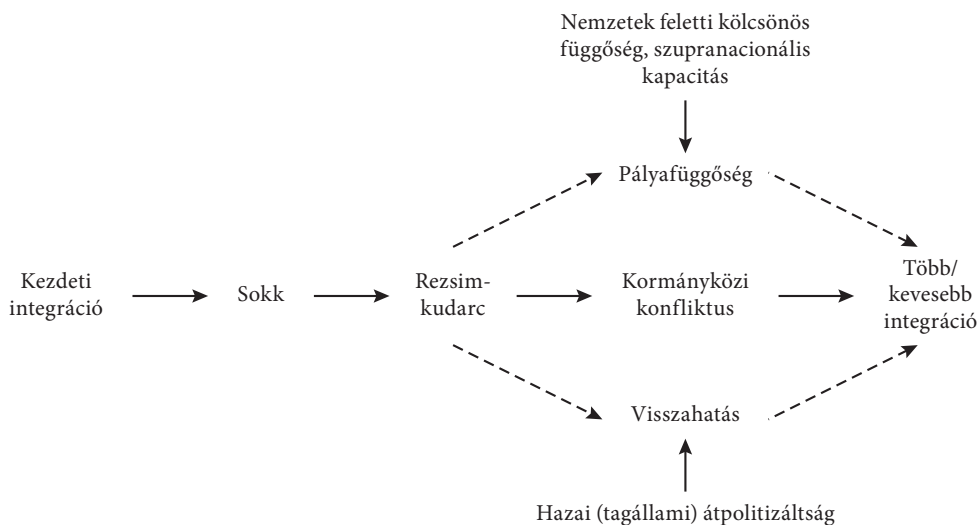 Nemzetek feletti kölcsönös
függőség, szupranacionális
kapacitás
Pályafüggőség
Kezdeti
integráció
Sokk
Rezsim-
kudarc
Kormányközi
konfliktus
Több/
kevesebb
integráció
Visszahatás
Hazai (tagállami) átpolitizáltság